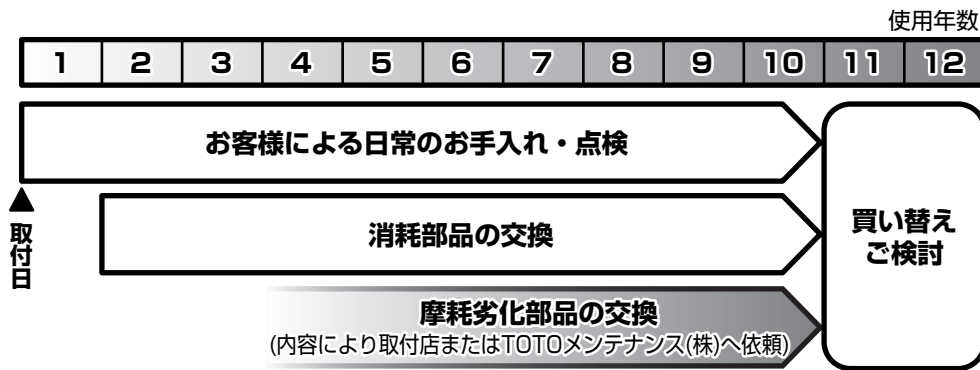 使用年数
1 2 3 4 5 6 7 8 9 10 11 12
お客様による日常のお手入れ・点検
取付日
消耗部品の交換
買い替え
ご検討
摩耗劣化部品の交換
(内容により取付店またはTOTOメンテナンス(株)へ依頼)